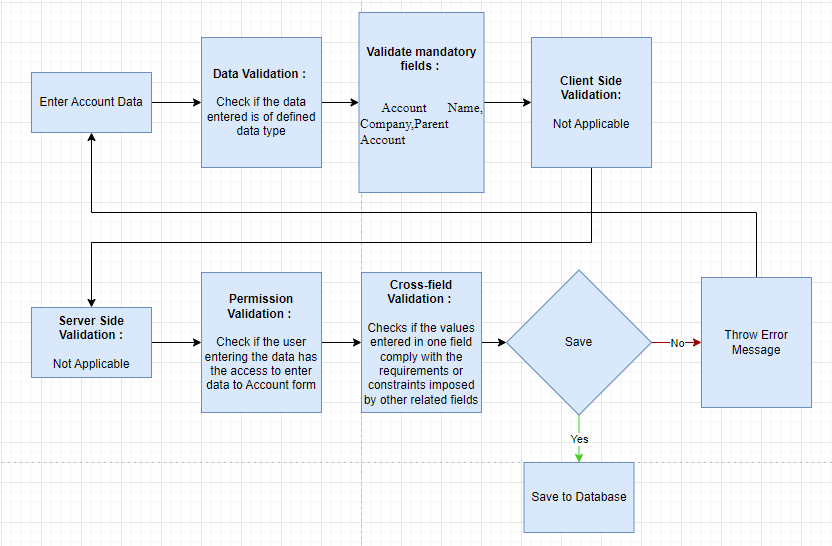 Enter Account Data
Data Validation :
Check if the data
entered is of defined
data type
Validate mandatory
fields :
Account Name,
Company,Parent
Account
Client Side
Validation:
Not Applicable
Server Side
Validation :
Not Applicable
Permission
Validation :
Check if the user
entering the data has
the access to enter
data to Account form
Cross-field
Validation :
Checks if the values
entered in one field
comply with the
requirements or
constraints imposed
by other related fields
Save
No
Throw Error
Message
Yes
Save to Database